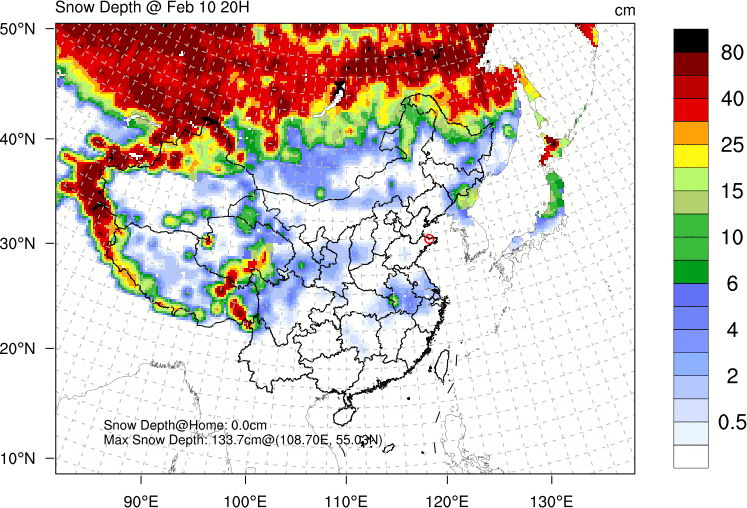 Snow Depth @ Feb 10 20H
cm
50°N
40°N
30°N
20°N
10°N
90°E
100°E
110°E
120°E
130°E
80
40
25
15
10
6
4
2
0.5
Snow Depth@Home: 0.0cm
Max Snow Depth: 133.7cm@(108.70E, 55.03N)